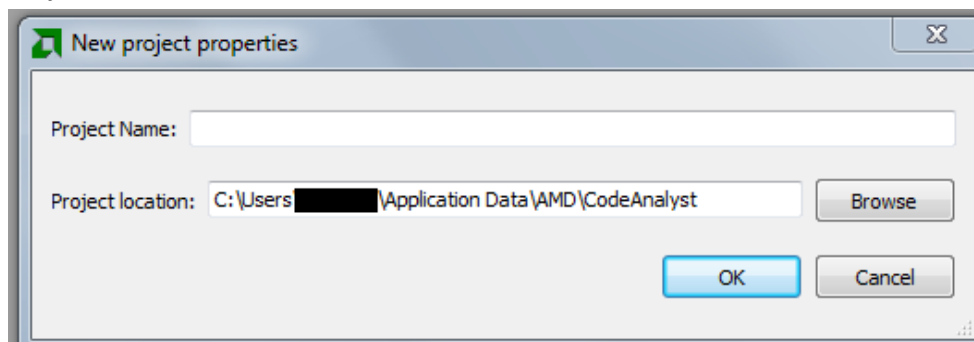 New project properties
Project Name:
Project location: C:\Users\ \Application Data\AMD\CodeAnalyst Browse
OK Cancel